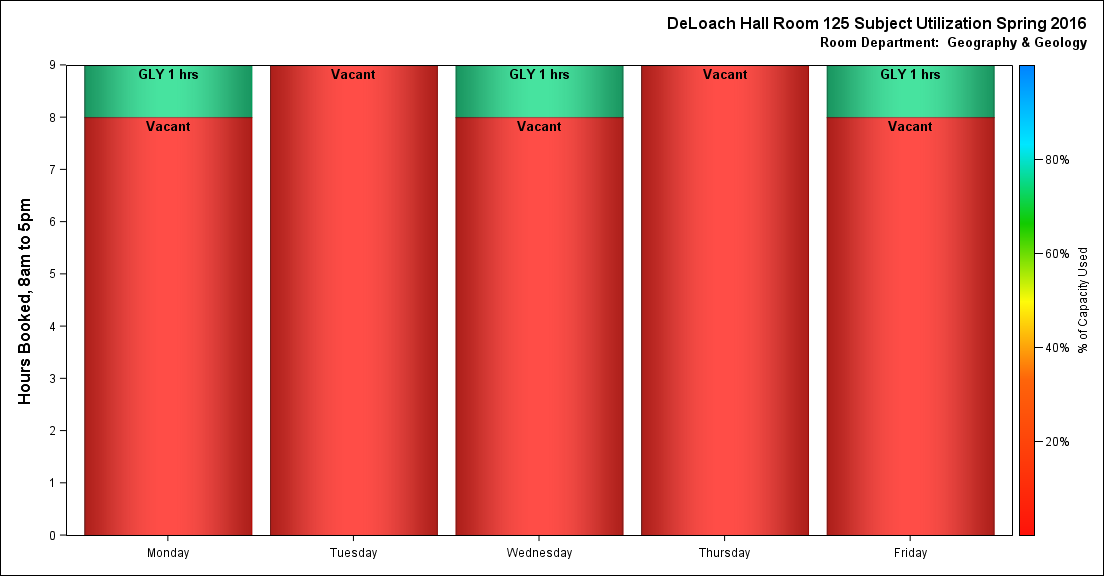 DeLoach Hall Room 125 Subject Utilization Spring 2016
Room Department:  Geography & Geology
Hours Booked, 8am to 5pm
9
8
7
6
5
4
3
2
1
0
GLY 1 hrs
Vacant
Vacant
GLY 1 hrs
Vacant
Vacant
GLY 1 hrs
Vacant
Monday
Tuesday
Wednesday
Thursday
Friday
80%
60%
40%
20%
% of Capacity Used